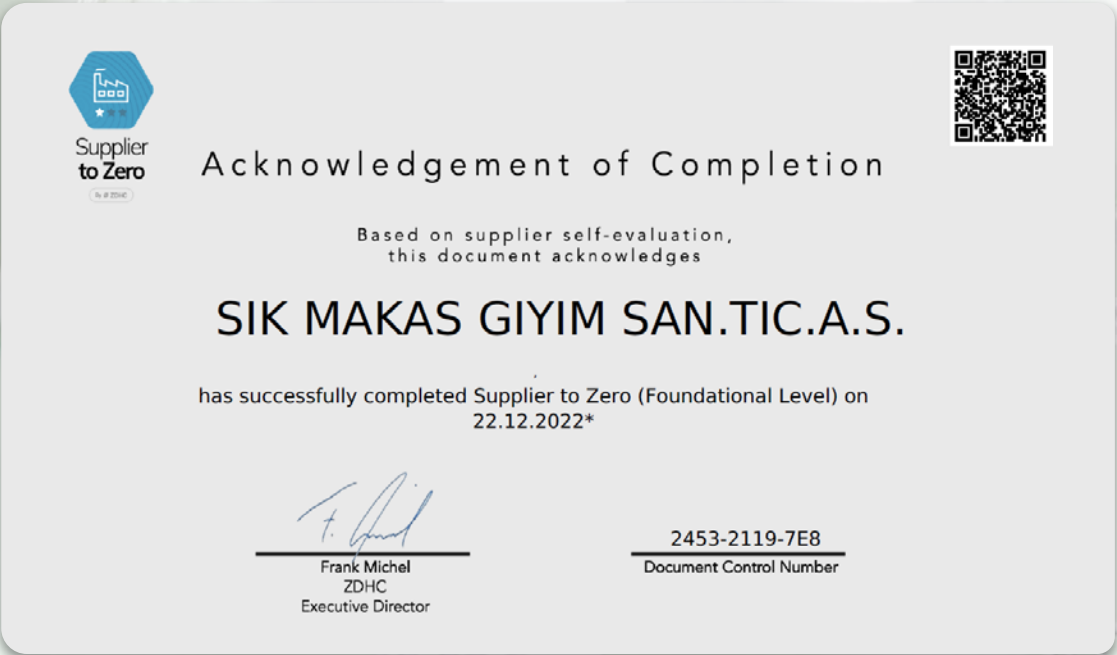 Supplier
to Zero
Acknowledgement of Completion
Based on supplier self-evaluation,
this document acknowledges
SIK MAKAS GIYIM SAN.TIC.A.S.
has successfully completed Supplier to Zero (Foundational Level) on
22.12.2022*
2453-2119-7E8
Frank Michel
Document Control Number
ZDHC
Executive Director